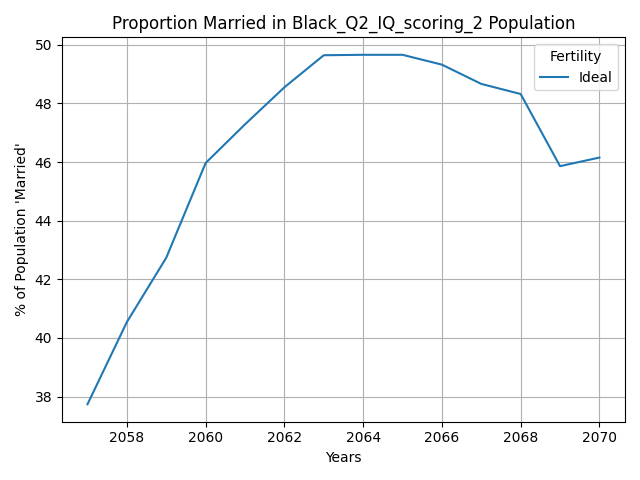 Proportion Married in Black_Q2_IQ_scoring_2 Population
% of Population 'Married'
50
48
46
44
42
40
38
Fertility
Ideal
2058 2060 2062 2064 2066 2068 2070
Years